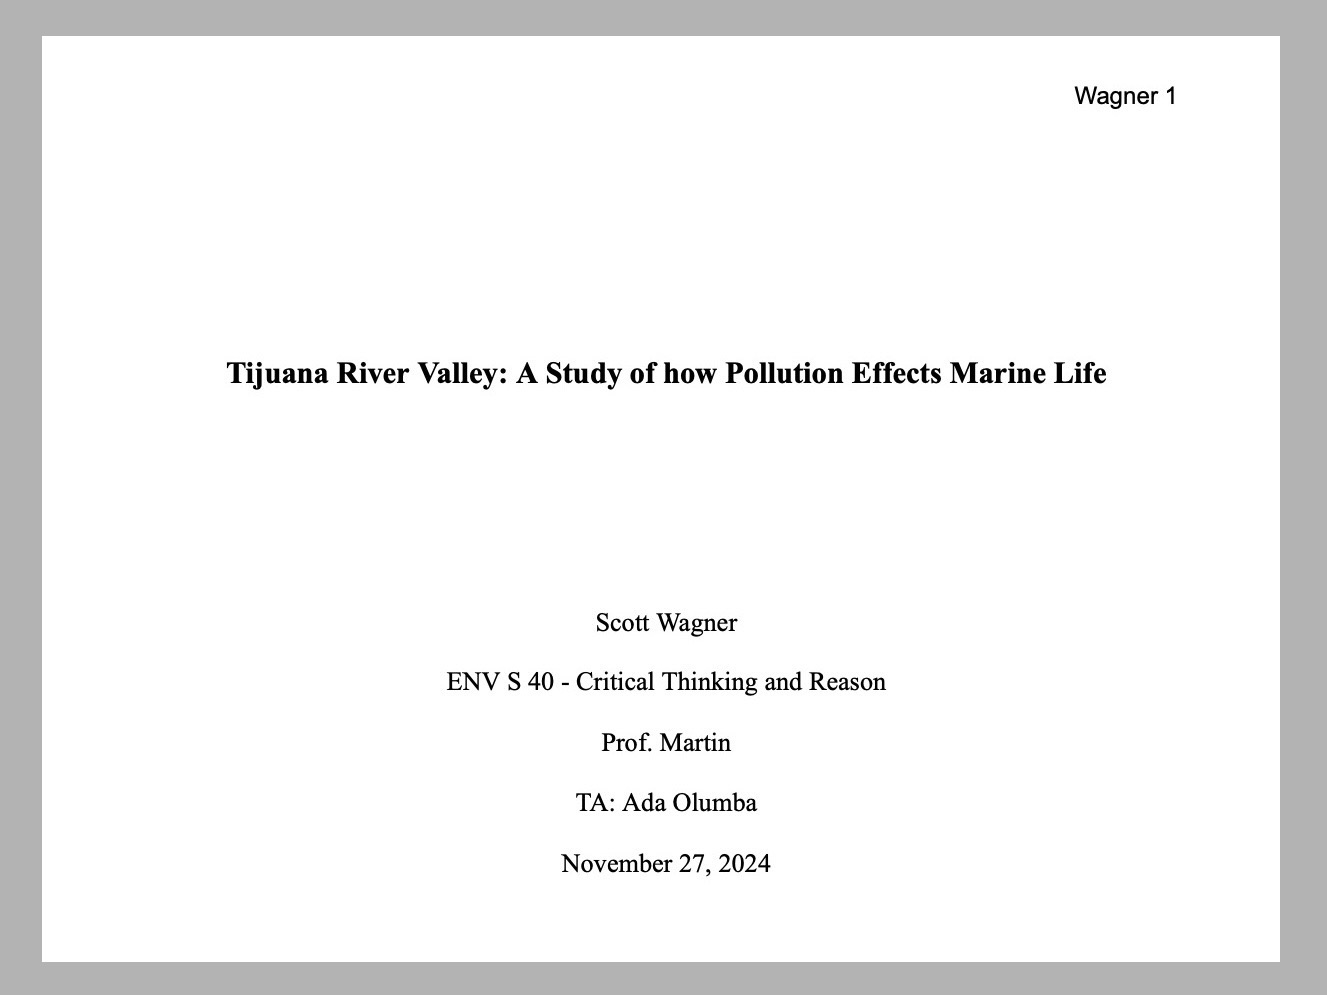 Wagner 1
Tijuana River Valley: A Study of how Pollution Effects Marine Life
Scott Wagner
ENV S 40 - Critical Thinking and Reason
Prof. Martin
TA: Ada Olumba
November 27, 2024